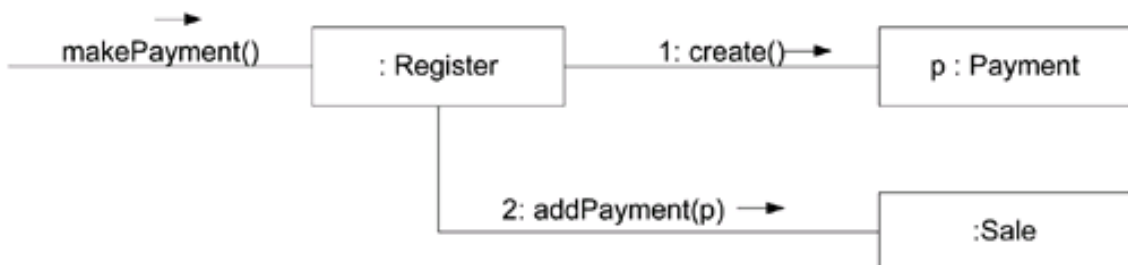 makePayment()
: Register
1: create()
p : Payment
2: addPayment(p)
:Sale